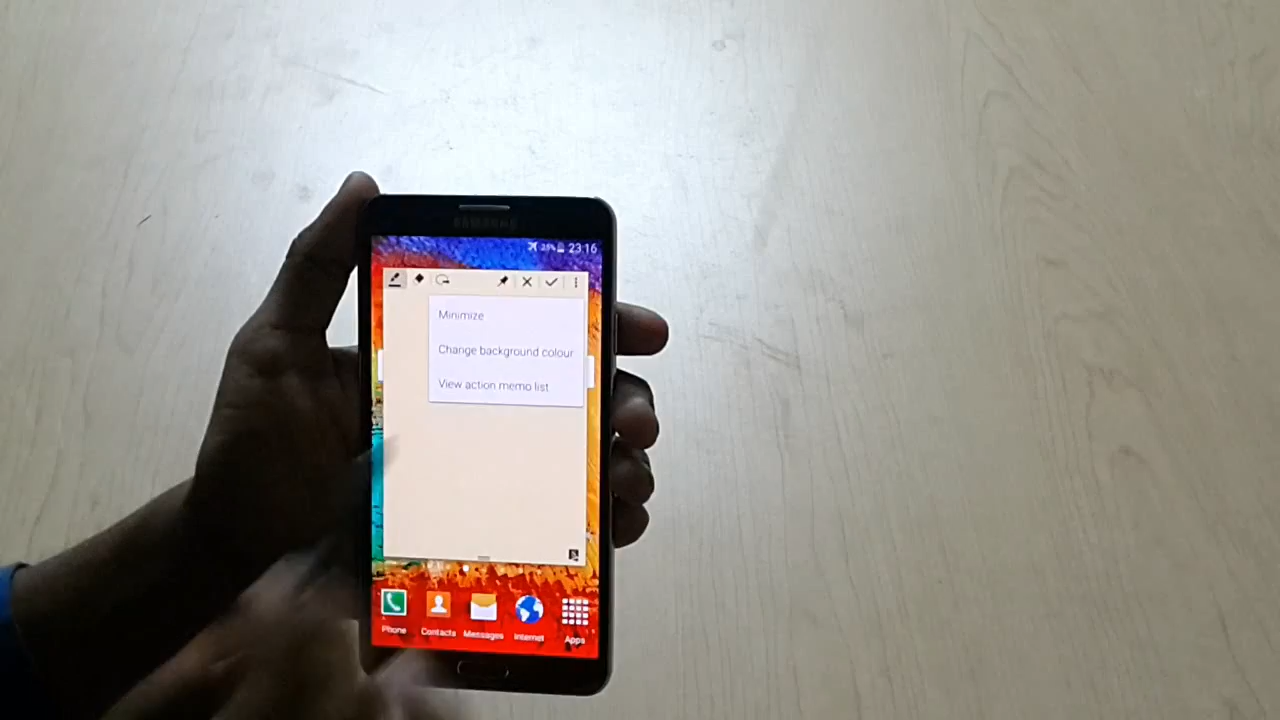 SAMSUNG
23:16
Minimize
Change background colour
View action memo list
Phone Contacts Messages Internet Apps